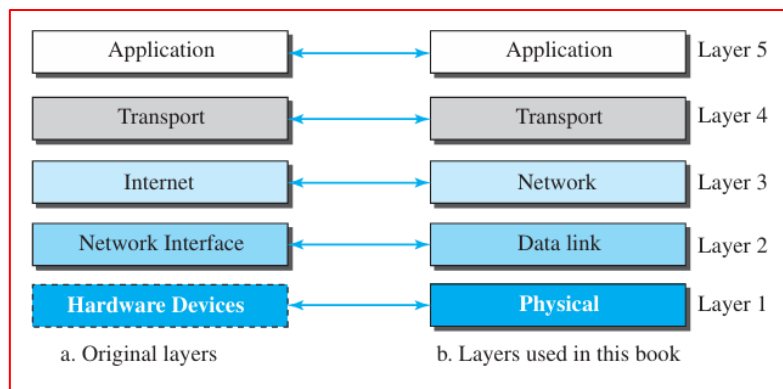 Application Application Layer 5
Transport Transport Layer 4
Internet Network Layer 3
Network Interface Data link Layer 2
Hardware Devices Physical Layer 1
a. Original layers b. Layers used in this book